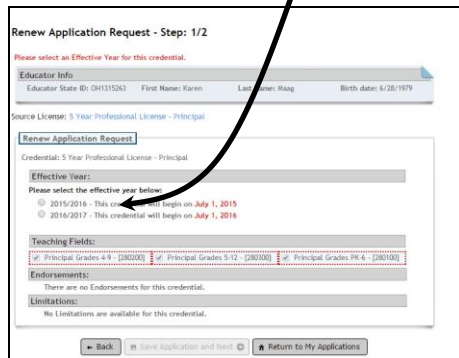 Renew Application Request - Step: 1/2
Please select an Effective Year for this credential.
Educator Info
Educator State ID: OH1315263 First Name: Karen Last Name: Maag Birth date: 6/28/1979
Source License: 5 Year Professional License - Principal
Renew Application Request
Credential: 5 Year Professional License - Principal
Effective Year:
Please select the effective year below:
2015/2016 - This credential will begin on July 1, 2015
2016/2017 - This credential will begin on July 1, 2016
Teaching Fields:
Principal Grades 4-9 - [280200] Principal Grades 5-12 - [280300] Principal Grades PK-6 - [280100]
Endorsements:
There are no Endorsements for this credential.
Limitations:
No Limitations are available for this credential.
Back Save Application and Next Return to My Applications